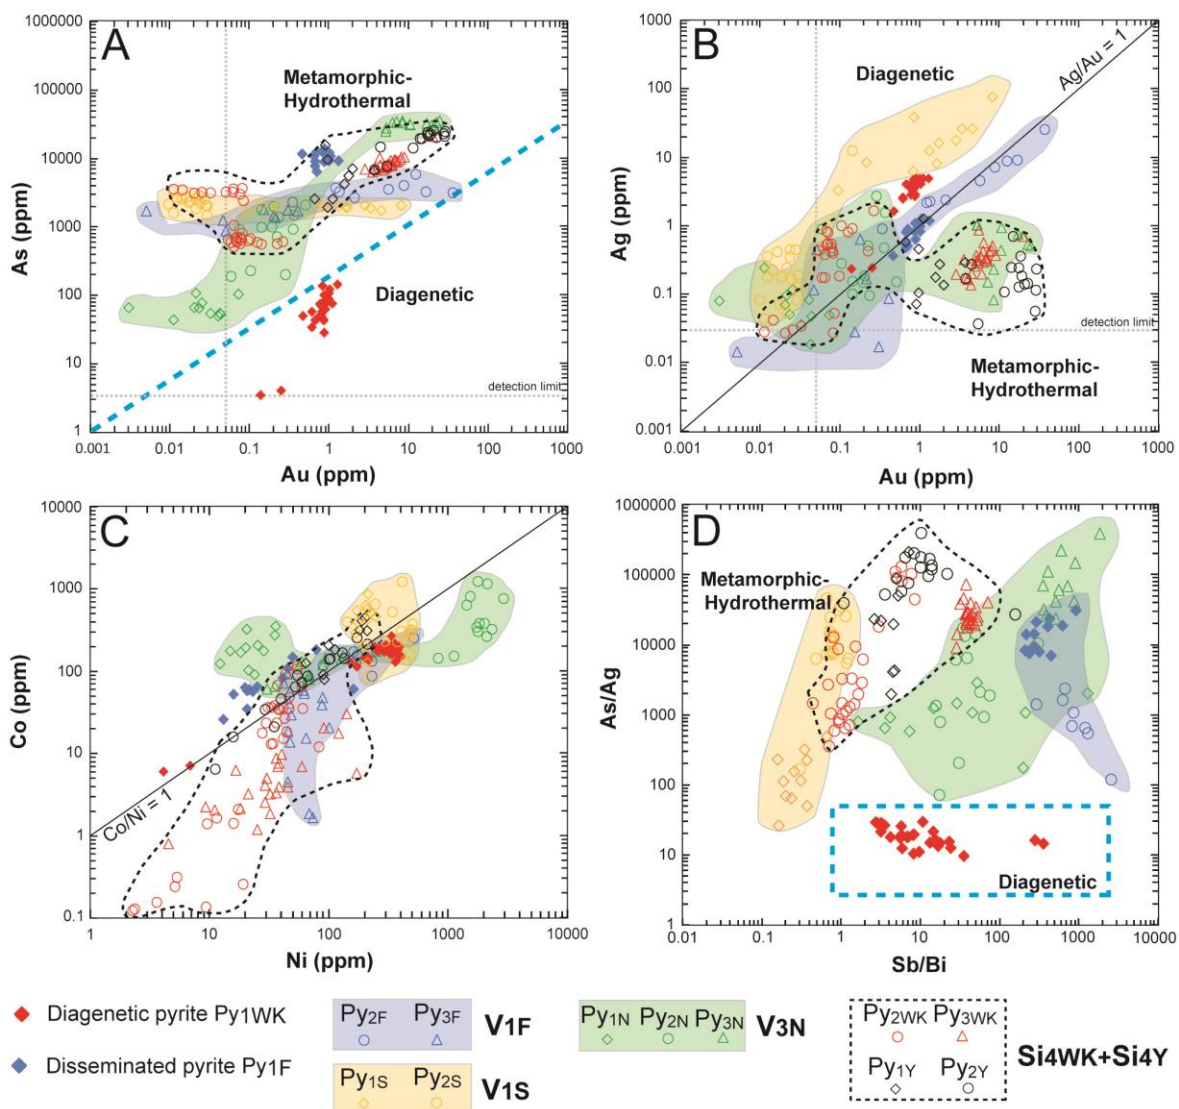 A
As (ppm)
1000000
100000
10000
1000
100
10
1
Metamorphic-
Hydrothermal
Diagenetic
detection limit
0.001 0.01 0.1 1 10 100 1000
Au (ppm)
B
Ag (ppm)
1000
100
10
1
0.1
0.01
0.001
Diagenetic
Ag/Au = 1
detection limit
Metamorphic-
Hydrothermal
0.001 0.01 0.1 1 10 100 1000
Au (ppm)
C
Co (ppm)
10000
1000
100
10
1
0.1
Co/Ni = 1
1 10 100 1000 10000
Ni (ppm)
D
As/Ag
1000000
100000
10000
1000
100
10
1
Metamorphic-
Hydrothermal
Diagenetic
0.01 0.1 1 10 100 1000 10000
Sb/Bi
Diagenetic pyrite Py1WK
Disseminated pyrite Py1F
Py2F Py3F
V1F
Py1S Py2S
V1S
Py1N Py2N Py3N
V3N
Py2WK Py3WK
Py1Y Py2Y
Si4WK+Si4Y